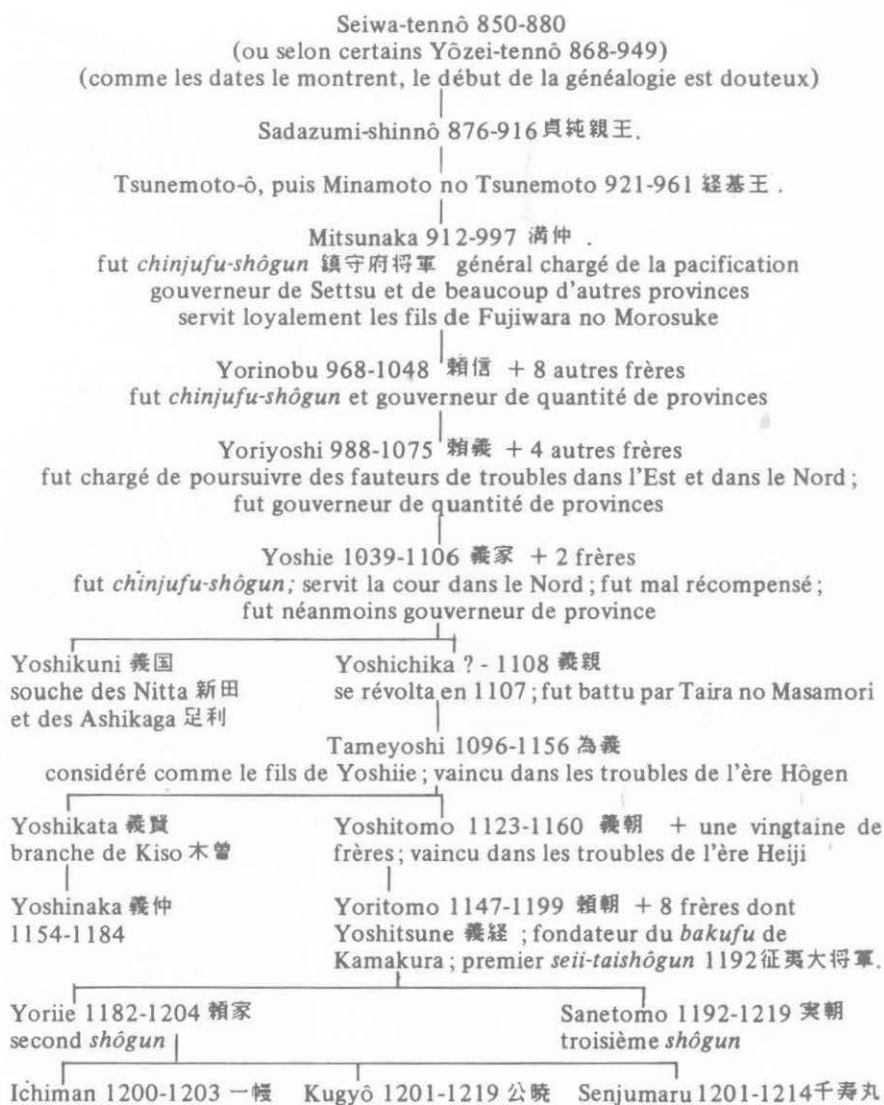 Seiwa-tennô 850-880
(ou selon certains Yôzei-tennô 868-949)
(comme les dates le montrent, le début de la généalogie est douteux)
Sadazumi-shinnô 876-916 貞純親王.
Tsunemoto-ô, puis Minamoto no Tsunemoto 921-961 経基王 .
Mitsunaka 912-997 満仲 .
fut chinjufu-shôgun 鎮守府将軍 général chargé de la pacification
gouverneur de Settsu et de beaucoup d'autres provinces
servit loyalement les fils de Fujiwara no Morosuke
Yorinobu 968-1048 頼信 + 8 autres frères
fut chinjufu-shôgun et gouverneur de quantité de provinces
Yoriyoshi 988-1075 頼義 + 4 autres frères
fut chargé de poursuivre des fauteurs de troubles dans l'Est et dans le Nord ;
fut gouverneur de quantité de provinces
Yoshie 1039-1106 義家 + 2 frères
fut chinjufu-shôgun; servit la cour dans le Nord ; fut mal récompensé ;
fut néanmoins gouverneur de province
Yoshikuni 義国
souche des Nitta 新田
et des Ashikaga 足利
Yoshichika ? - 1108 義親
se révolta en 1107 ; fut battu par Taira no Masamori
Tameyoshi 1096-1156 為義
considéré comme le fils de Yoshiie ; vaincu dans les troubles de l'ère Hôgen
Yoshikata 義賢
branche de Kiso 木曽
Yoshitomo 1123-1160 義朝 + une vingtaine de
frères ; vaincu dans les troubles de l'ère Heiji
Yoshinaka 義仲
1154-1184
Yoritomo 1147-1199 頼朝 + 8 frères dont
Yoshitsune 義経 ; fondateur du bakufu de
Kamakura ; premier seii-taishôgun 1192 征夷大将軍.
Yoriie 1182-1204 頼家
second shôgun
Sanetomo 1192-1219 実朝
troisième shôgun
Ichiman 1200-1203 一幡
Kugyô 1201-1219 公暁
Senjumaru 1201-1214 千寿丸